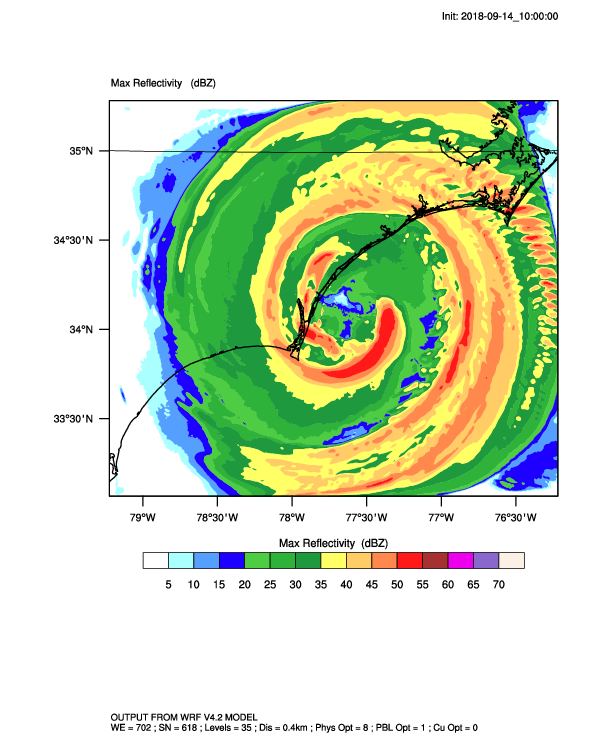 Init: 2018-09-14_10:00:00
Max Reflectivity (dBZ)
35°N
34°30'N
34°N
33°30'N
79°W 78°30'W 78°W 77°30'W 77°W 76°30'W
Max Reflectivity (dBZ)
5 10 15 20 25 30 35 40 45 50 55 60 65 70
OUTPUT FROM WRF V4.2 MODEL
WE = 702 ; SN = 618 ; Levels = 35 ; Dis = 0.4km ; Phys Opt = 8 ; PBL Opt = 1 ; Cu Opt = 0